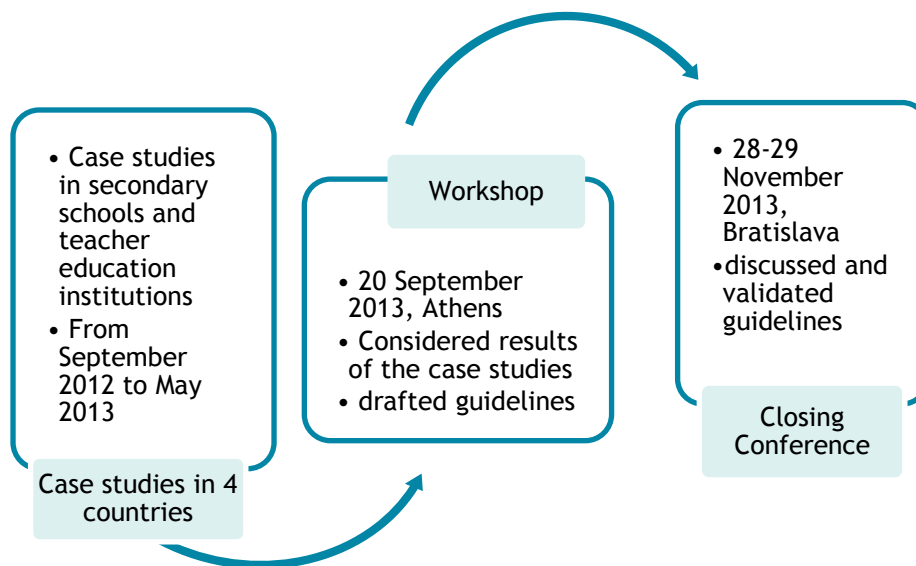 • Case studies
in secondary
schools and
teacher
education
institutions
• From
September
2012 to May
2013
Case studies in 4
countries
Workshop
• 20 September
2013, Athens
• Considered results
of the case studies
• drafted guidelines
• 28-29
November
2013,
Bratislava
•discussed and
validated
guidelines
Closing
Conference